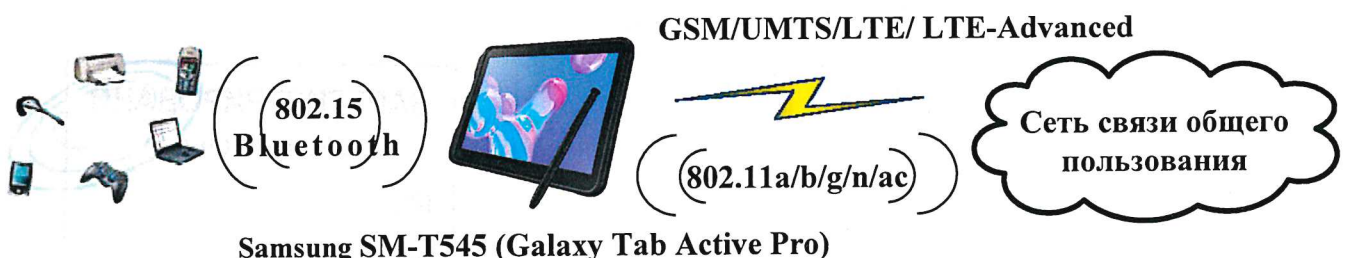 GSM/UMTS/LTE/ LTE-Advanced
802.15
Bluetooth
802.11a/b/g/n/ac
Сеть связи общего
пользования
Samsung SM-T545 (Galaxy Tab Active Pro)